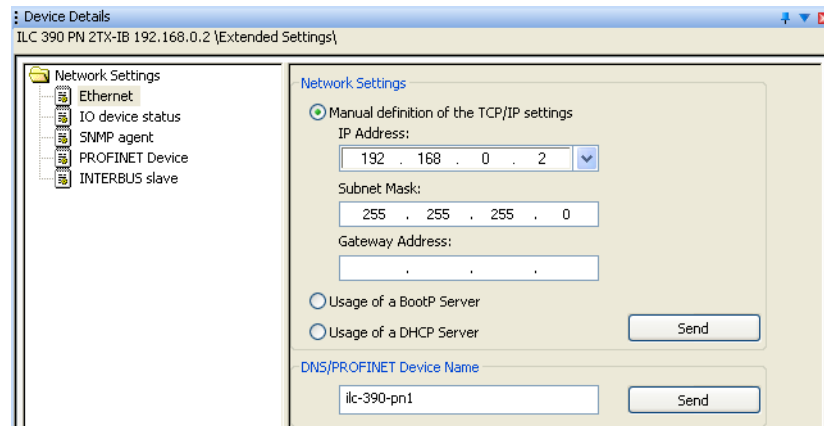 Device Details
ILC 390 PN 2TX-IB 192.168.0.2 \Extended Settings\
Network Settings
Ethernet
IO device status
SNMP agent
PROFINET Device
INTERBUS slave
Network Settings
Manual definition of the TCP/IP settings
IP Address:
192 . 168 . 0 . 2
Subnet Mask:
255 . 255 . 255 . 0
Gateway Address:
. . .
Usage of a BootP Server
Usage of a DHCP Server
Send
DNS/PROFINET Device Name
ilc-390-pn1
Send